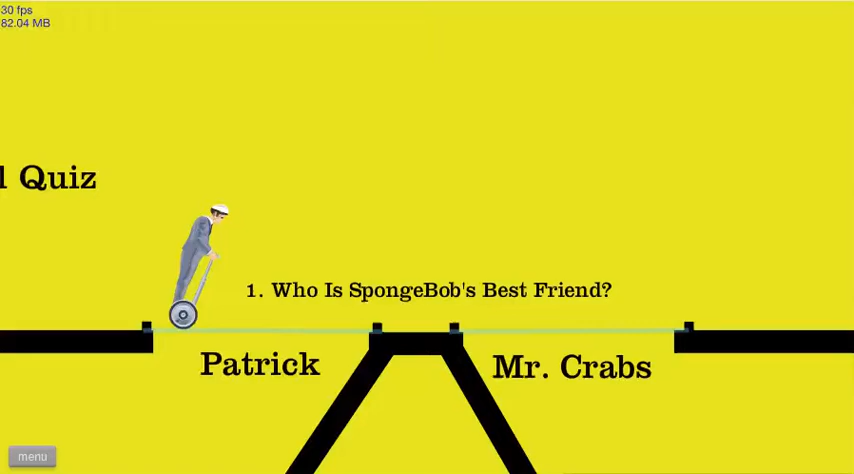 30 fps
82.04 MB
l Quiz
1. Who Is SpongeBob's Best Friend?
Patrick
Mr. Crabs
menu